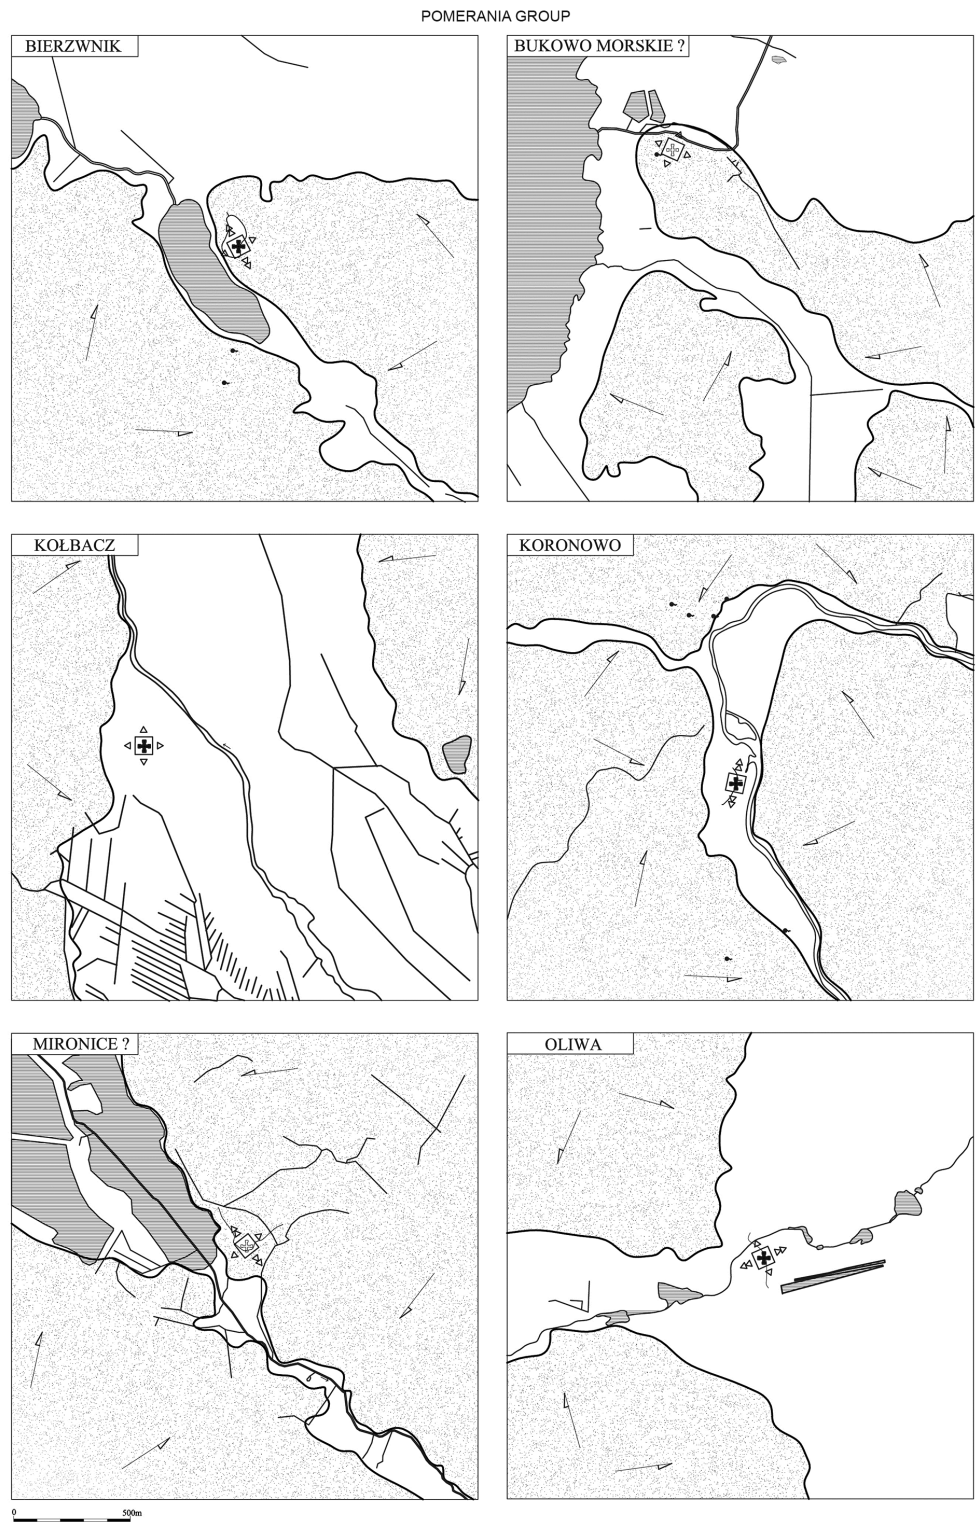 POMERANIA GROUP
BIERZWNIK
BUKOWO MORSKIE ?
KOŁBACZ
KORONOWO
MIRONICE ?
OLIWA
0 500m